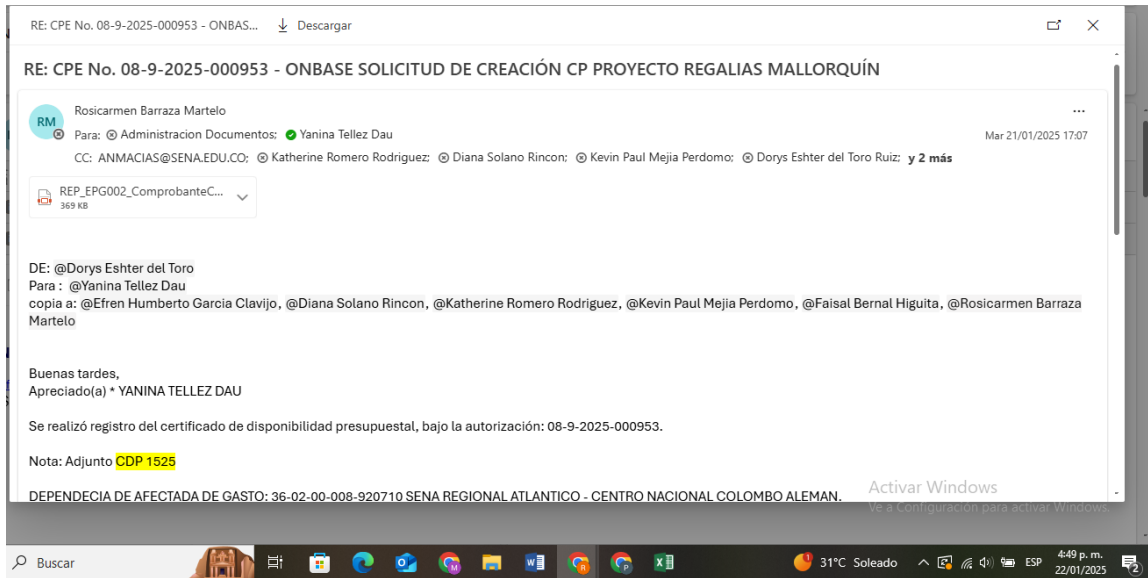 RE: CPE No. 08-9-2025-000953 - ONBAS... Descargar
RE: CPE No. 08-9-2025-000953 - ONBASE SOLICITUD DE CREACIÓN CP PROYECTO REGALIAS MALLORQUÍN
RM
Rosicarmen Barraza Martelo
Para: Administracion Documentos; Yanina Tellez Dau
Mar 21/01/2025 17:07
CC: ANMACIAS@SENA.EDU.CO; Katherine Romero Rodriguez; Diana Solano Rincon; Kevin Paul Mejia Perdomo; Dorys Esther del Toro Ruiz; y 2 más
REP_EPG002_ComprobanteC...
369 KB
DE: @Dorys Eshter del Toro
Para : @Yanina Tellez Dau
copia a: @Efren Humberto Garcia Clavijo, @Diana Solano Rincon, @Katherine Romero Rodriguez, @Kevin Paul Mejia Perdomo, @Faisal Bernal Higuita, @Rosicarmen Barraza
Martelo
Buenas tardes,
Apreciado(a) * YANINA TELLEZ DAU
Se realizó registro del certificado de disponibilidad presupuestal, bajo la autorización: 08-9-2025-000953.
Nota: Adjunto CDP 1525
DEPENDECIA DE AFECTADA DE GASTO: 36-02-00-008-920710 SENA REGIONAL ATLANTICO - CENTRO NACIONAL COLOMBO ALEMAN.
Activar Windows
Ve a Configuración para activar Windows.
Buscar
31°C Soleado
ESP
4:49 p. m.
22/01/2025